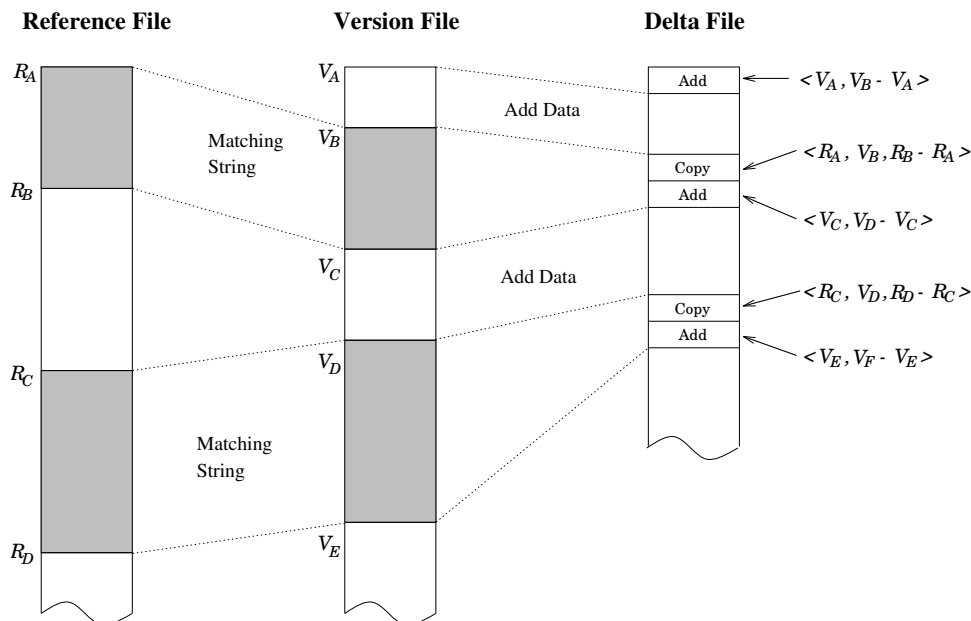 Reference File
Version File
Delta File
R_A
R_B
R_C
R_D
Matching
String
Matching
String
V_A
V_B
V_C
V_D
V_E
Add Data
Add Data
Add
Copy
Add
Copy
Add
<V_A, V_B - V_A>
<R_A, V_B, R_B - R_A>
<V_C, V_D - V_C>
<R_C, V_D, R_D - R_C>
<V_E, V_F - V_E>